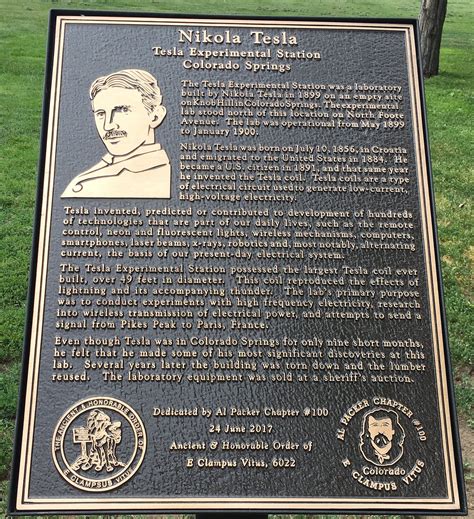 Nikola Tesla
Tesla Experimental Station
Colorado Springs
The Tesla Experimental Station was a laboratory
built by Nikola Tesla in 1899 on an empty site
on Knob Hill in Colorado Springs. The experimental
lab stood north of this location on North Foote
Avenue. The lab was operational from May 1899
to January 1900.
Nikola Tesla was born on July 10, 1856, in Croatia
and emigrated to the United States in 1884. He
became a U.S. citizen in 1891, and that same year
he invented the Tesla coil. Tesla coils are a type
of electrical circuit used to generate low-current,
high-voltage electricity.
Tesla invented, predicted or contributed to development of hundreds
of technologies that are part of our daily lives, such as the remote
control, neon and fluorescent lights, wireless mechanisms, computers,
smartphones, laser beams, x-rays, robotics and, most notably, alternating
current, the basis of our present-day electrical system.
The Tesla Experimental Station possessed the largest Tesla coil ever
built, over 49 feet in diameter. This coil reproduced the effects of
lightning and its accompanying thunder. The lab's primary purpose
was to conduct experiments with high frequency electricity, research
into wireless transmission of electrical power, and attempts to send a
signal from Pikes Peak to Paris, France.
Even though Tesla was in Colorado Springs for only nine short months,
he felt that he made some of his most significant discoveries at this
lab. Several years later the building was torn down and the lumber
reused. The laboratory equipment was sold at a sheriff's auction.
Dedicated by Al Packer Chapter #100
24 June 2017
Ancient & Honorable Order of
E Clampus Vitus, 6022
THE ANCIENT & HONORABLE ORDER OF
E CLAMPSUS VITUS
AL PACKER CHAPTER #100
Colorado
E CLAMPUS VITUS